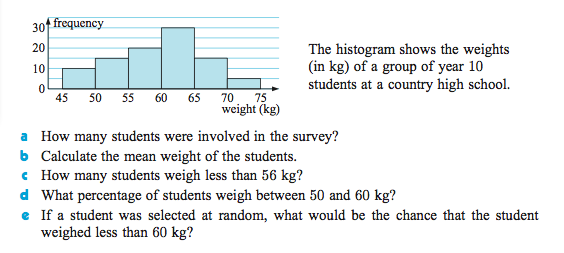 frequency
30
20
10
0
45 50 55 60 65 70 75
weight (kg)
The histogram shows the weights
(in kg) of a group of year 10
students at a country high school.
a How many students were involved in the survey?
b Calculate the mean weight of the students.
c How many students weigh less than 56 kg?
d What percentage of students weigh between 50 and 60 kg?
e If a student was selected at random, what would be the chance that the student
weighed less than 60 kg?